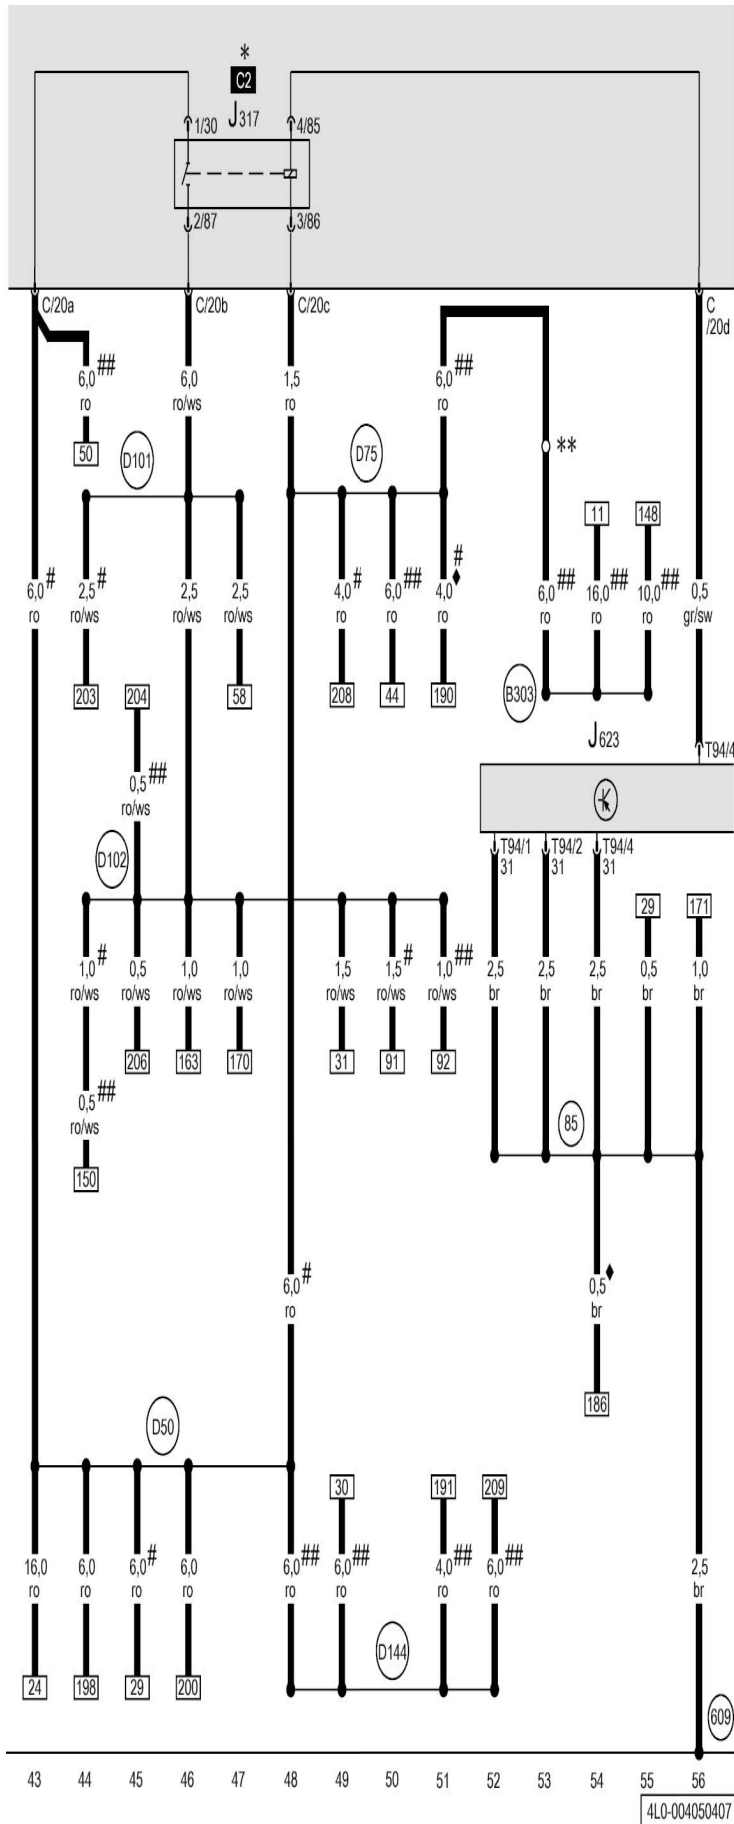 *
C2
J317
1/30
4/85
2/87
3/86
C/20a
C/20b
C/20c
C
/20d
6,0 ##
ro
6,0
ro/ws
1,5
ro
6,0 ##
ro
**
50
D101
D75
11
148
6,0 #
ro
2,5 #
ro/ws
2,5
ro/ws
2,5
ro/ws
4,0 #
ro
6,0 ##
ro
#
4,0 ♦
ro
6,0 ##
ro
16,0 ##
ro
10,0 ##
ro
0,5
gr/sw
203
204
58
208
44
190
B303
J623
T94/4
0,5 ##
ro/ws
D102
T94/1
31
T94/2
31
T94/4
31
29
171
1,0 #
ro/ws
0,5
ro/ws
1,0
ro/ws
1,0
ro/ws
1,5
ro/ws
1,5 #
ro/ws
1,0 ##
ro/ws
2,5
br
2,5
br
2,5
br
0,5
br
1,0
br
206
163
170
31
91
92
0,5 ##
ro/ws
150
85
6,0 #
ro
0,5 ♦
br
186
D50
30
191
209
16,0
ro
6,0
ro
6,0 #
ro
6,0
ro
6,0 ##
ro
6,0 ##
ro
4,0 ##
ro
6,0 ##
ro
2,5
br
24
198
29
200
D144
609
43 44 45 46 47 48 49 50 51 52 53 54 55 56
4L0-004050407